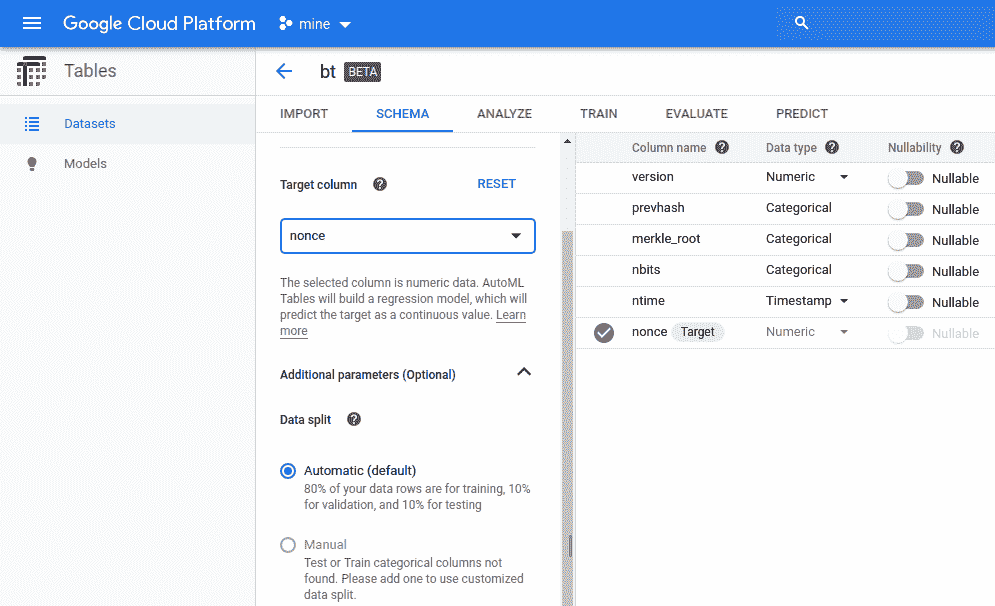 Google Cloud Platform
mine
Tables
bt BETA
Datasets
Models
IMPORT SCHEMA ANALYZE TRAIN EVALUATE PREDICT
Target column ? RESET
nonce
The selected column is numeric data. AutoML
Tables will build a regression model, which will
predict the target as a continuous value. Learn
more
Additional parameters (Optional)
Data split ?
Automatic (default)
80% of your data rows are for training, 10%
for validation, and 10% for testing
Manual
Test or Train categorical columns not
found. Please add one to use customized
data split.
Column name ? Data type ? Nullability ?
version Numeric Nullable
prevhash Categorical Nullable
merkle_root Categorical Nullable
nbits Categorical Nullable
ntime Timestamp Nullable
nonce Target Numeric Nullable